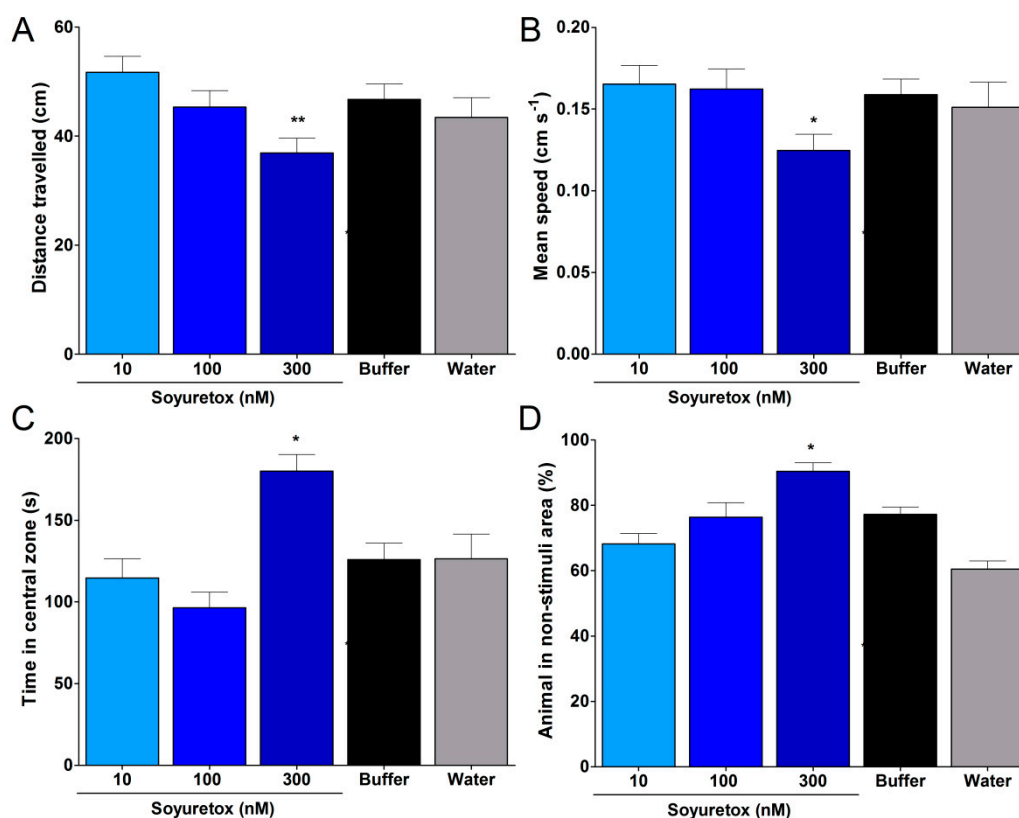 A
Distance travelled (cm)
60
40
20
0
**
10 100 300 Buffer Water
Soyuretox (nM)
B
Mean speed (cm s-1)
0.20
0.15
0.10
0.05
0.00
*
10 100 300 Buffer Water
Soyuretox (nM)
C
Time in central zone (s)
200
150
100
50
0
*
10 100 300 Buffer Water
Soyuretox (nM)
D
Animal in non-stimuli area (%)
100
80
60
40
20
0
*
10 100 300 Buffer Water
Soyuretox (nM)